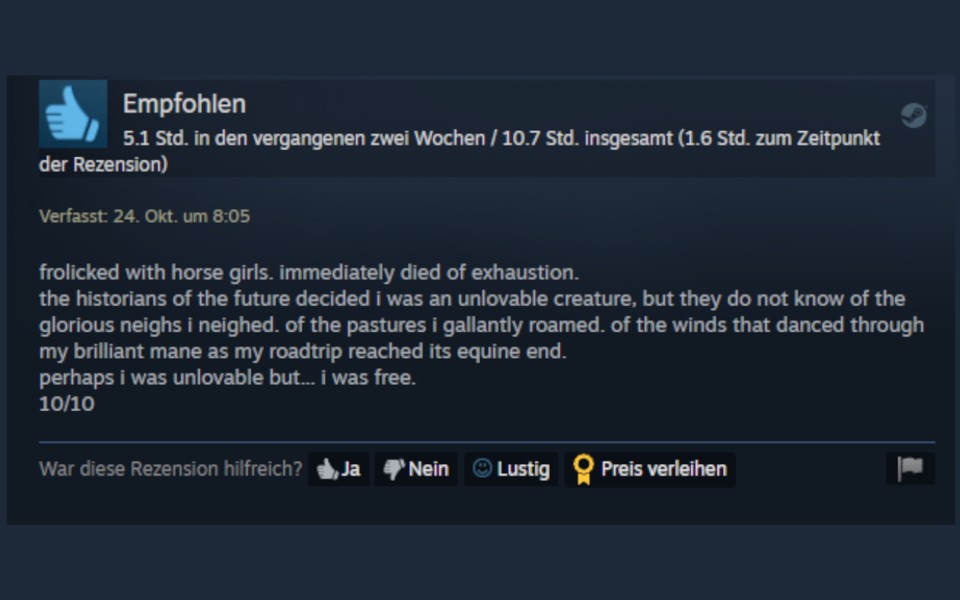 Empfohlen
5.1 Std. in den vergangenen zwei Wochen / 10.7 Std. insgesamt (1.6 Std. zum Zeitpunkt
der Rezension)
Verfasst: 24. Okt. um 8:05
frolicked with horse girls. immediately died of exhaustion.
the historians of the future decided i was an unlovable creature, but they do not know of the
glorious neighs i neighed. of the pastures i gallantly roamed. of the winds that danced through
my brilliant mane as my roadtrip reached its equine end.
perhaps i was unlovable but... i was free.
10/10
War diese Rezension hilfreich? Ja Nein Lustig Preis verleihen